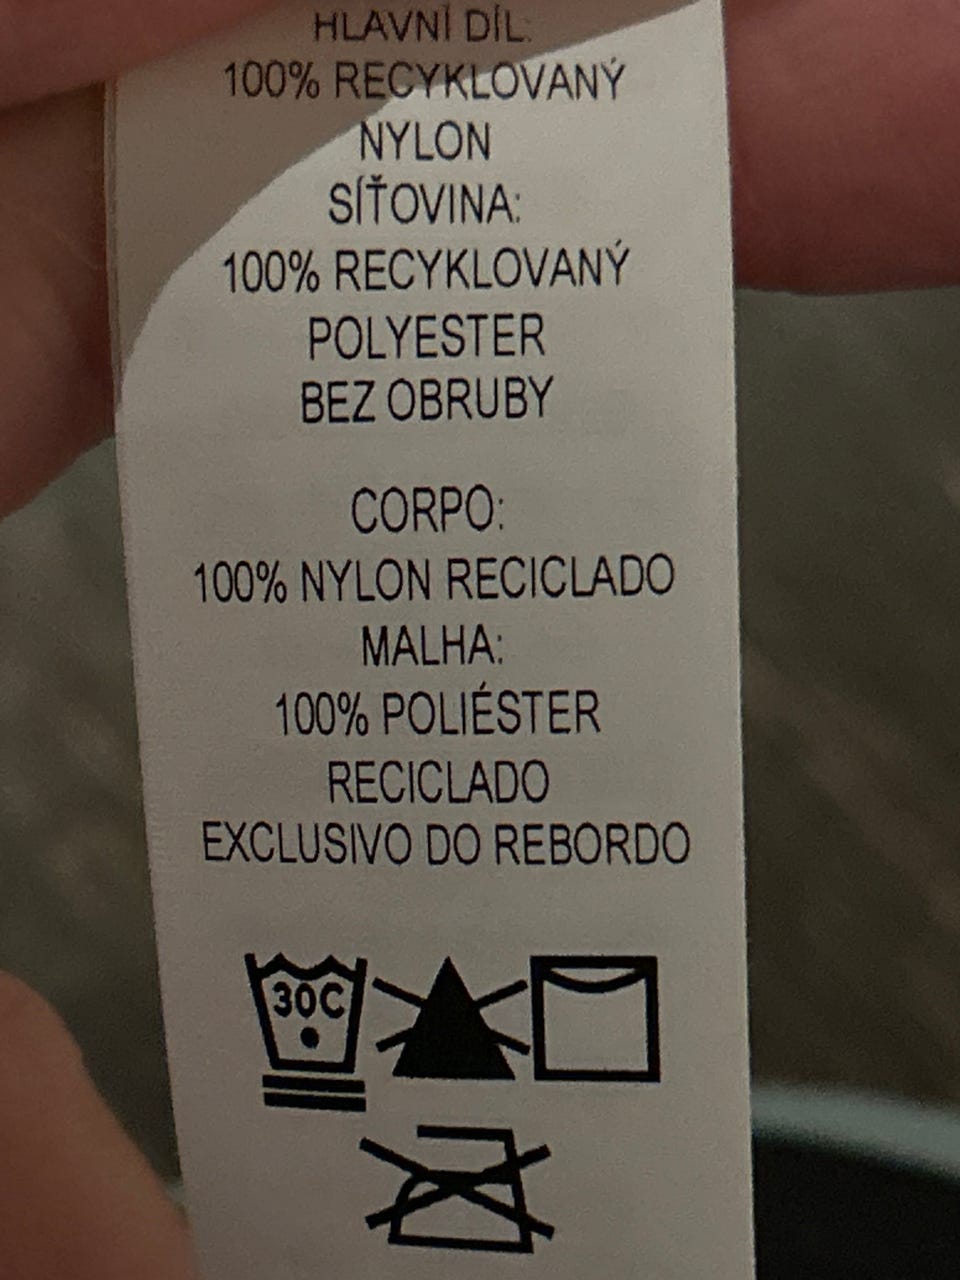 HLAVNÍ DÍL:
100% RECYKLOVANÝ
NYLON
SÍŤOVINA:
100% RECYKLOVANÝ
POLYESTER
BEZ OBRUBY
CORPO:
100% NYLON RECICLADO
MALHA:
100% POLIÉSTER
RECICLADO
EXCLUSIVO DO REBORDO
30C